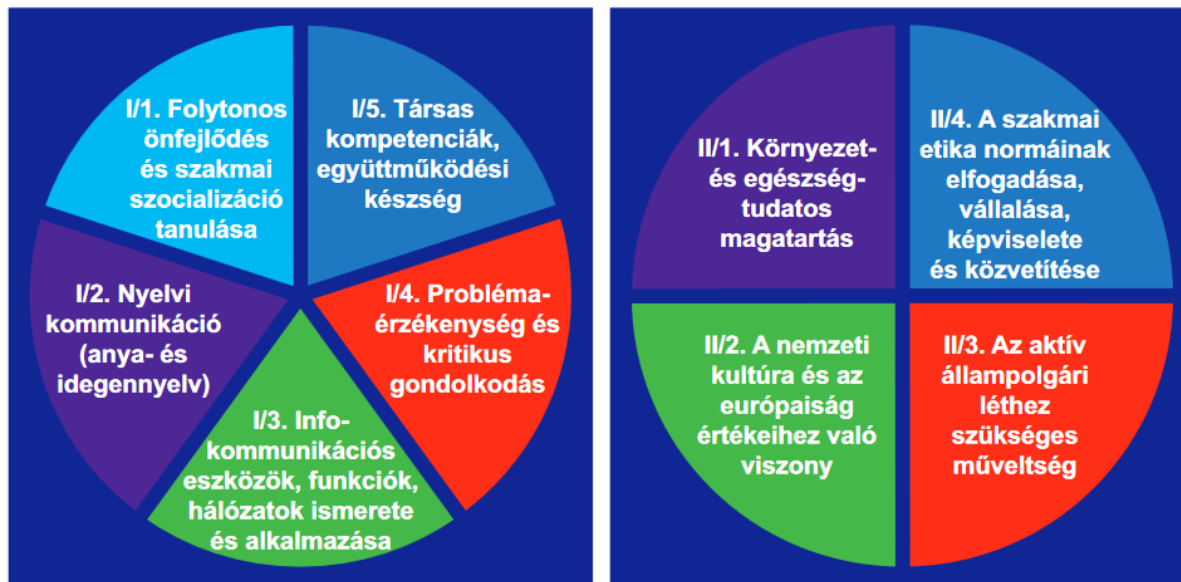 I/1. Folytonos
önfejlődés
és szakmai
szocializáció
tanulása
I/5. Társas
kompetenciák,
együttműködési
készség
I/2. Nyelvi
kommunikáció
(anya- és
idegennyelv)
I/4. Probléma-
érzékenység és
kritikus
gondolkodás
I/3. Info-
kommunikációs
eszközök, funkciók,
hálózatok ismerete
és alkalmazása
II/1. Környezet-
és egészség-
tudatos
magatartás
II/4. A szakmai
etika normáinak
elfogadása,
vállalása,
képviselete
és közvetítése
II/2. A nemzeti
kultúra és az
európaiság
értékeihez való
viszony
II/3. Az aktív
állampolgári
léthez
szükséges
műveltség